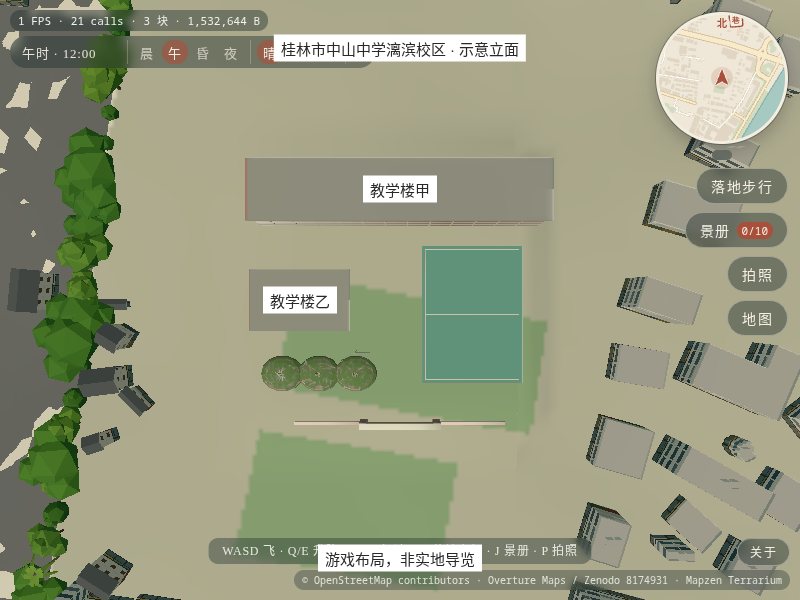 1 FPS · 21 calls · 3 块 · 1,532,644 B
午时 · 12:00
晨 午 昏 夜 晴
桂林市中山中学漓滨校区 · 示意立面
北
巷
教学楼甲
落地步行
景册 0/10
教学楼乙
拍照
地图
WASD 飞 · Q/E 升 · J 景册 · P 拍照
游戏布局，非实地导览
关于
© OpenStreetMap contributors · Overture Maps / Zenodo 8174931 · Mapzen Terrarium